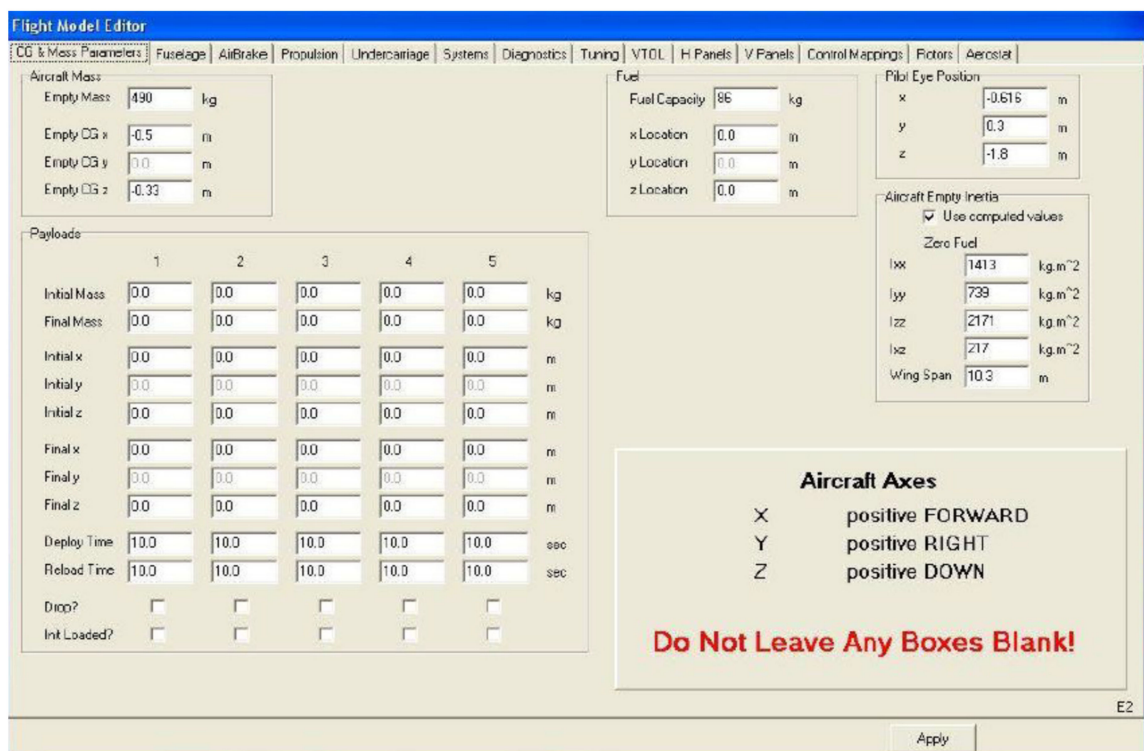 Flight Model Editor
CG & Mass Parameters Fuselage AirBrake Propulsion Undercarriage Systems Diagnostics Tuning VTOL H Panels V Panels Control Mappings Rotors Aerostat
Aircraft Mass
Empty Mass 490 kg
Empty CG x -0.5 m
Empty CG y 0.0 m
Empty CG z -0.33 m
Fuel
Fuel Capacity 86 kg
x Location 0.0 m
y Location 0.0 m
z Location 0.0 m
Pilot Eye Position
x -0.616 m
y 0.3 m
z -1.8 m
Aircraft Empty Inertia
Use computed values
Zero Fuel
Ixx 1413 kg.m^2
Iyy 739 kg.m^2
Izz 2171 kg.m^2
Ixz 217 kg.m^2
Wing Span 10.3 m
Payloads
1 2 3 4 5
Initial Mass 0.0 0.0 0.0 0.0 0.0 kg
Final Mass 0.0 0.0 0.0 0.0 0.0 kg
Initial x 0.0 0.0 0.0 0.0 0.0 m
Initial y 0.0 0.0 0.0 0.0 0.0 m
Initial z 0.0 0.0 0.0 0.0 0.0 m
Final x 0.0 0.0 0.0 0.0 0.0 m
Final y 0.0 0.0 0.0 0.0 0.0 m
Final z 0.0 0.0 0.0 0.0 0.0 m
Deploy Time 10.0 10.0 10.0 10.0 10.0 sec
Reload Time 10.0 10.0 10.0 10.0 10.0 sec
Drop?
Init Loaded?
Aircraft Axes
X positive FORWARD
Y positive RIGHT
Z positive DOWN
Do Not Leave Any Boxes Blank!
E2
Apply